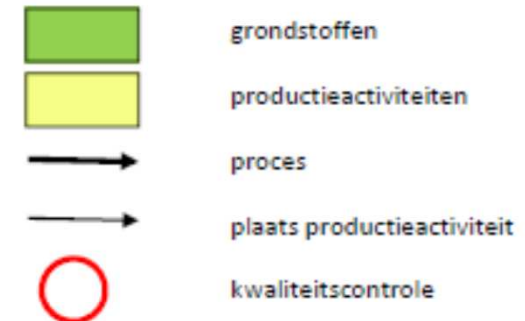 grondstoffen
productieactiviteiten
proces
plaats productieactiviteit
kwaliteitscontrole